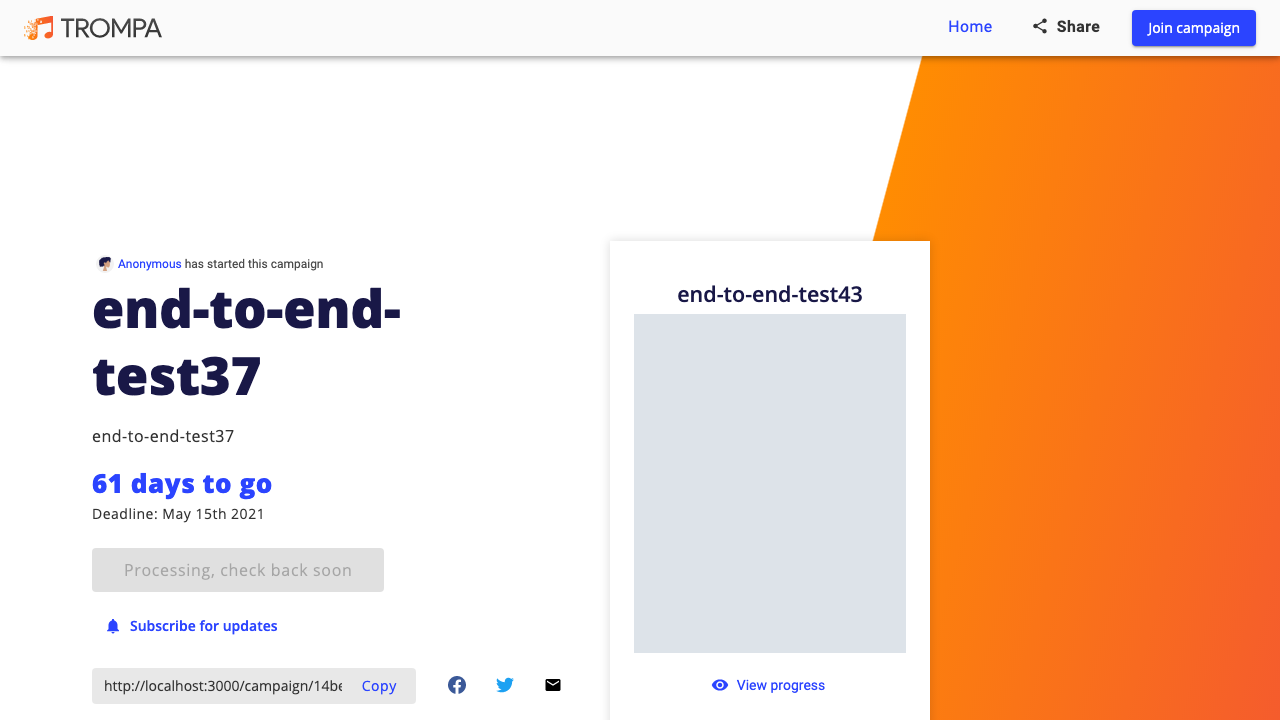 TROMPA
Home
Share
Join campaign
Anonymous has started this campaign
end-to-end-
test37
end-to-end-test37
61 days to go
Deadline: May 15th 2021
Processing, check back soon
Subscribe for updates
http://localhost:3000/campaign/14be
Copy
end-to-end-test43
View progress